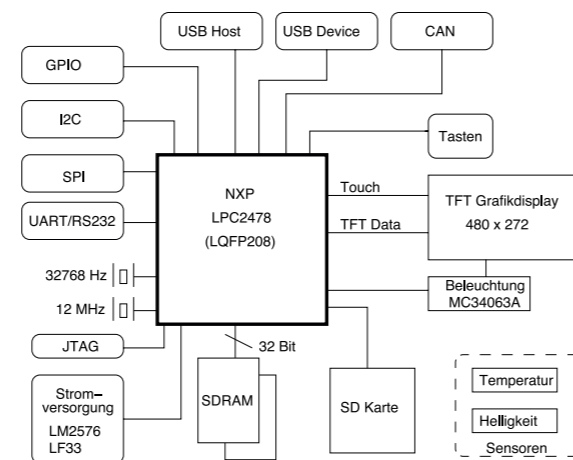 USB Host
USB Device
CAN
GPIO
I2C
Tasten
SPI
NXP
LPC2478
(LQFP208)
Touch
TFT Grafikdisplay
480 x 272
UART/RS232
TFT Data
32768 Hz
Beleuchtung
MC34063A
12 MHz
JTAG
32 Bit
Strom–
versorgung
LM2576
LF33
SDRAM
SD Karte
Temperatur
Helligkeit
Sensoren